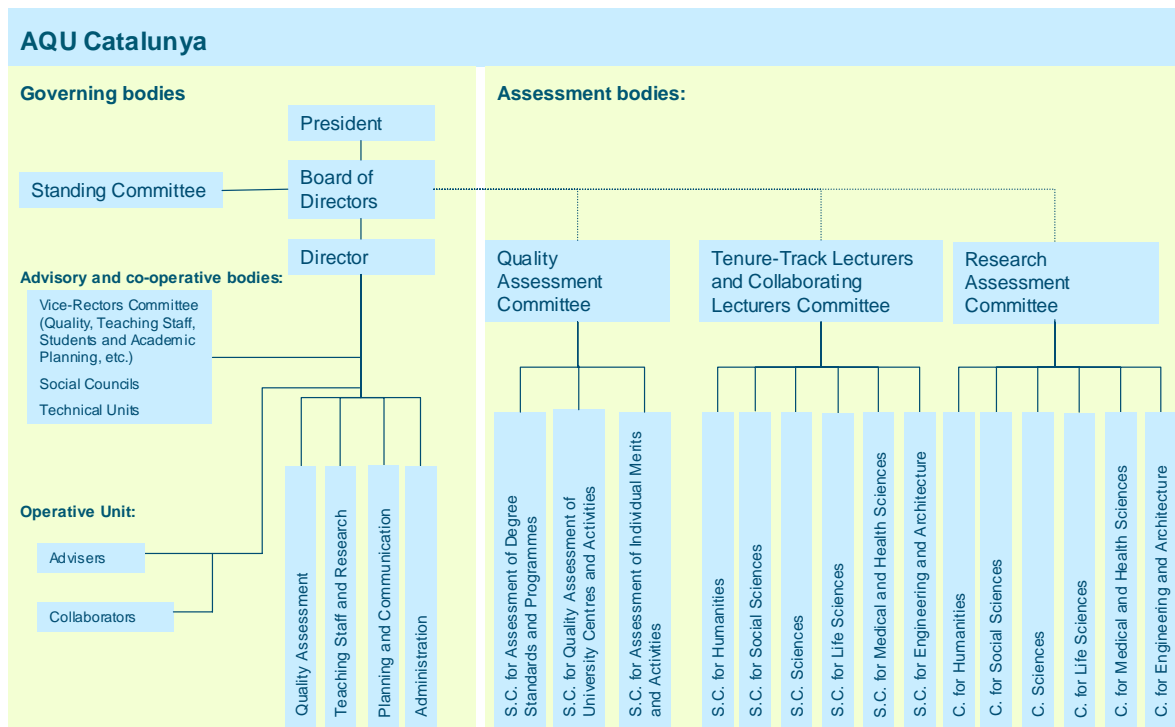 AQU Catalunya
Governing bodies
President
Standing Committee
Board of
Directors
Director
Advisory and co-operative bodies:
Vice-Rectors Committee
(Quality, Teaching Staff,
Students and Academic
Planning, etc.)
Social Councils
Technical Units
Operative Unit:
Advisers
Collaborators
Quality Assessment
Teaching Staff and Research
Planning and Communication
Administration
Assessment bodies:
Quality
Assessment
Committee
Tenure-Track Lecturers
and Collaborating
Lecturers Committee
Research
Assessment
Committee
S.C. for Assessment of Degree
Standards and Programmes
S.C. for Quality Assessment of
University Centres and Activities
S.C. for Assessment of Individual Merits
and Activities
S.C. for Humanities
S.C. for Social Sciences
S.C. Sciences
S.C. for Life Sciences
S.C. for Medical and Health Sciences
S.C. for Engineering and Architecture
C. for Humanities
C. for Social Sciences
C. Sciences
C. for Life Sciences
C. for Medical and Health Sciences
C. for Engineering and Architecture